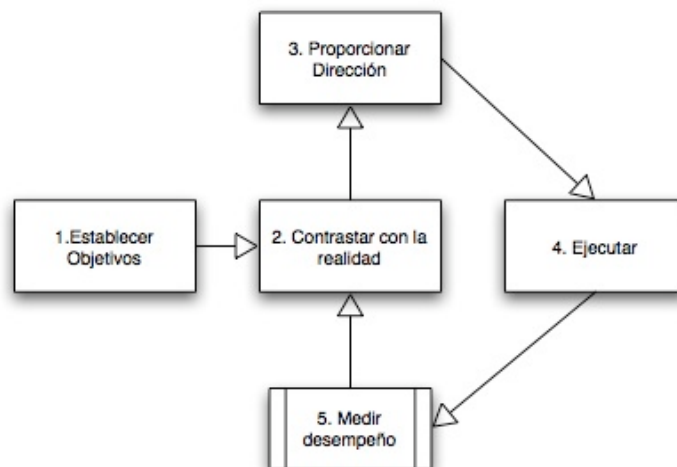 3. Proporcionar
Dirección
1.Establecer
Objetivos
2. Contrastar con la
realidad
4. Ejecutar
5. Medir
desempeño